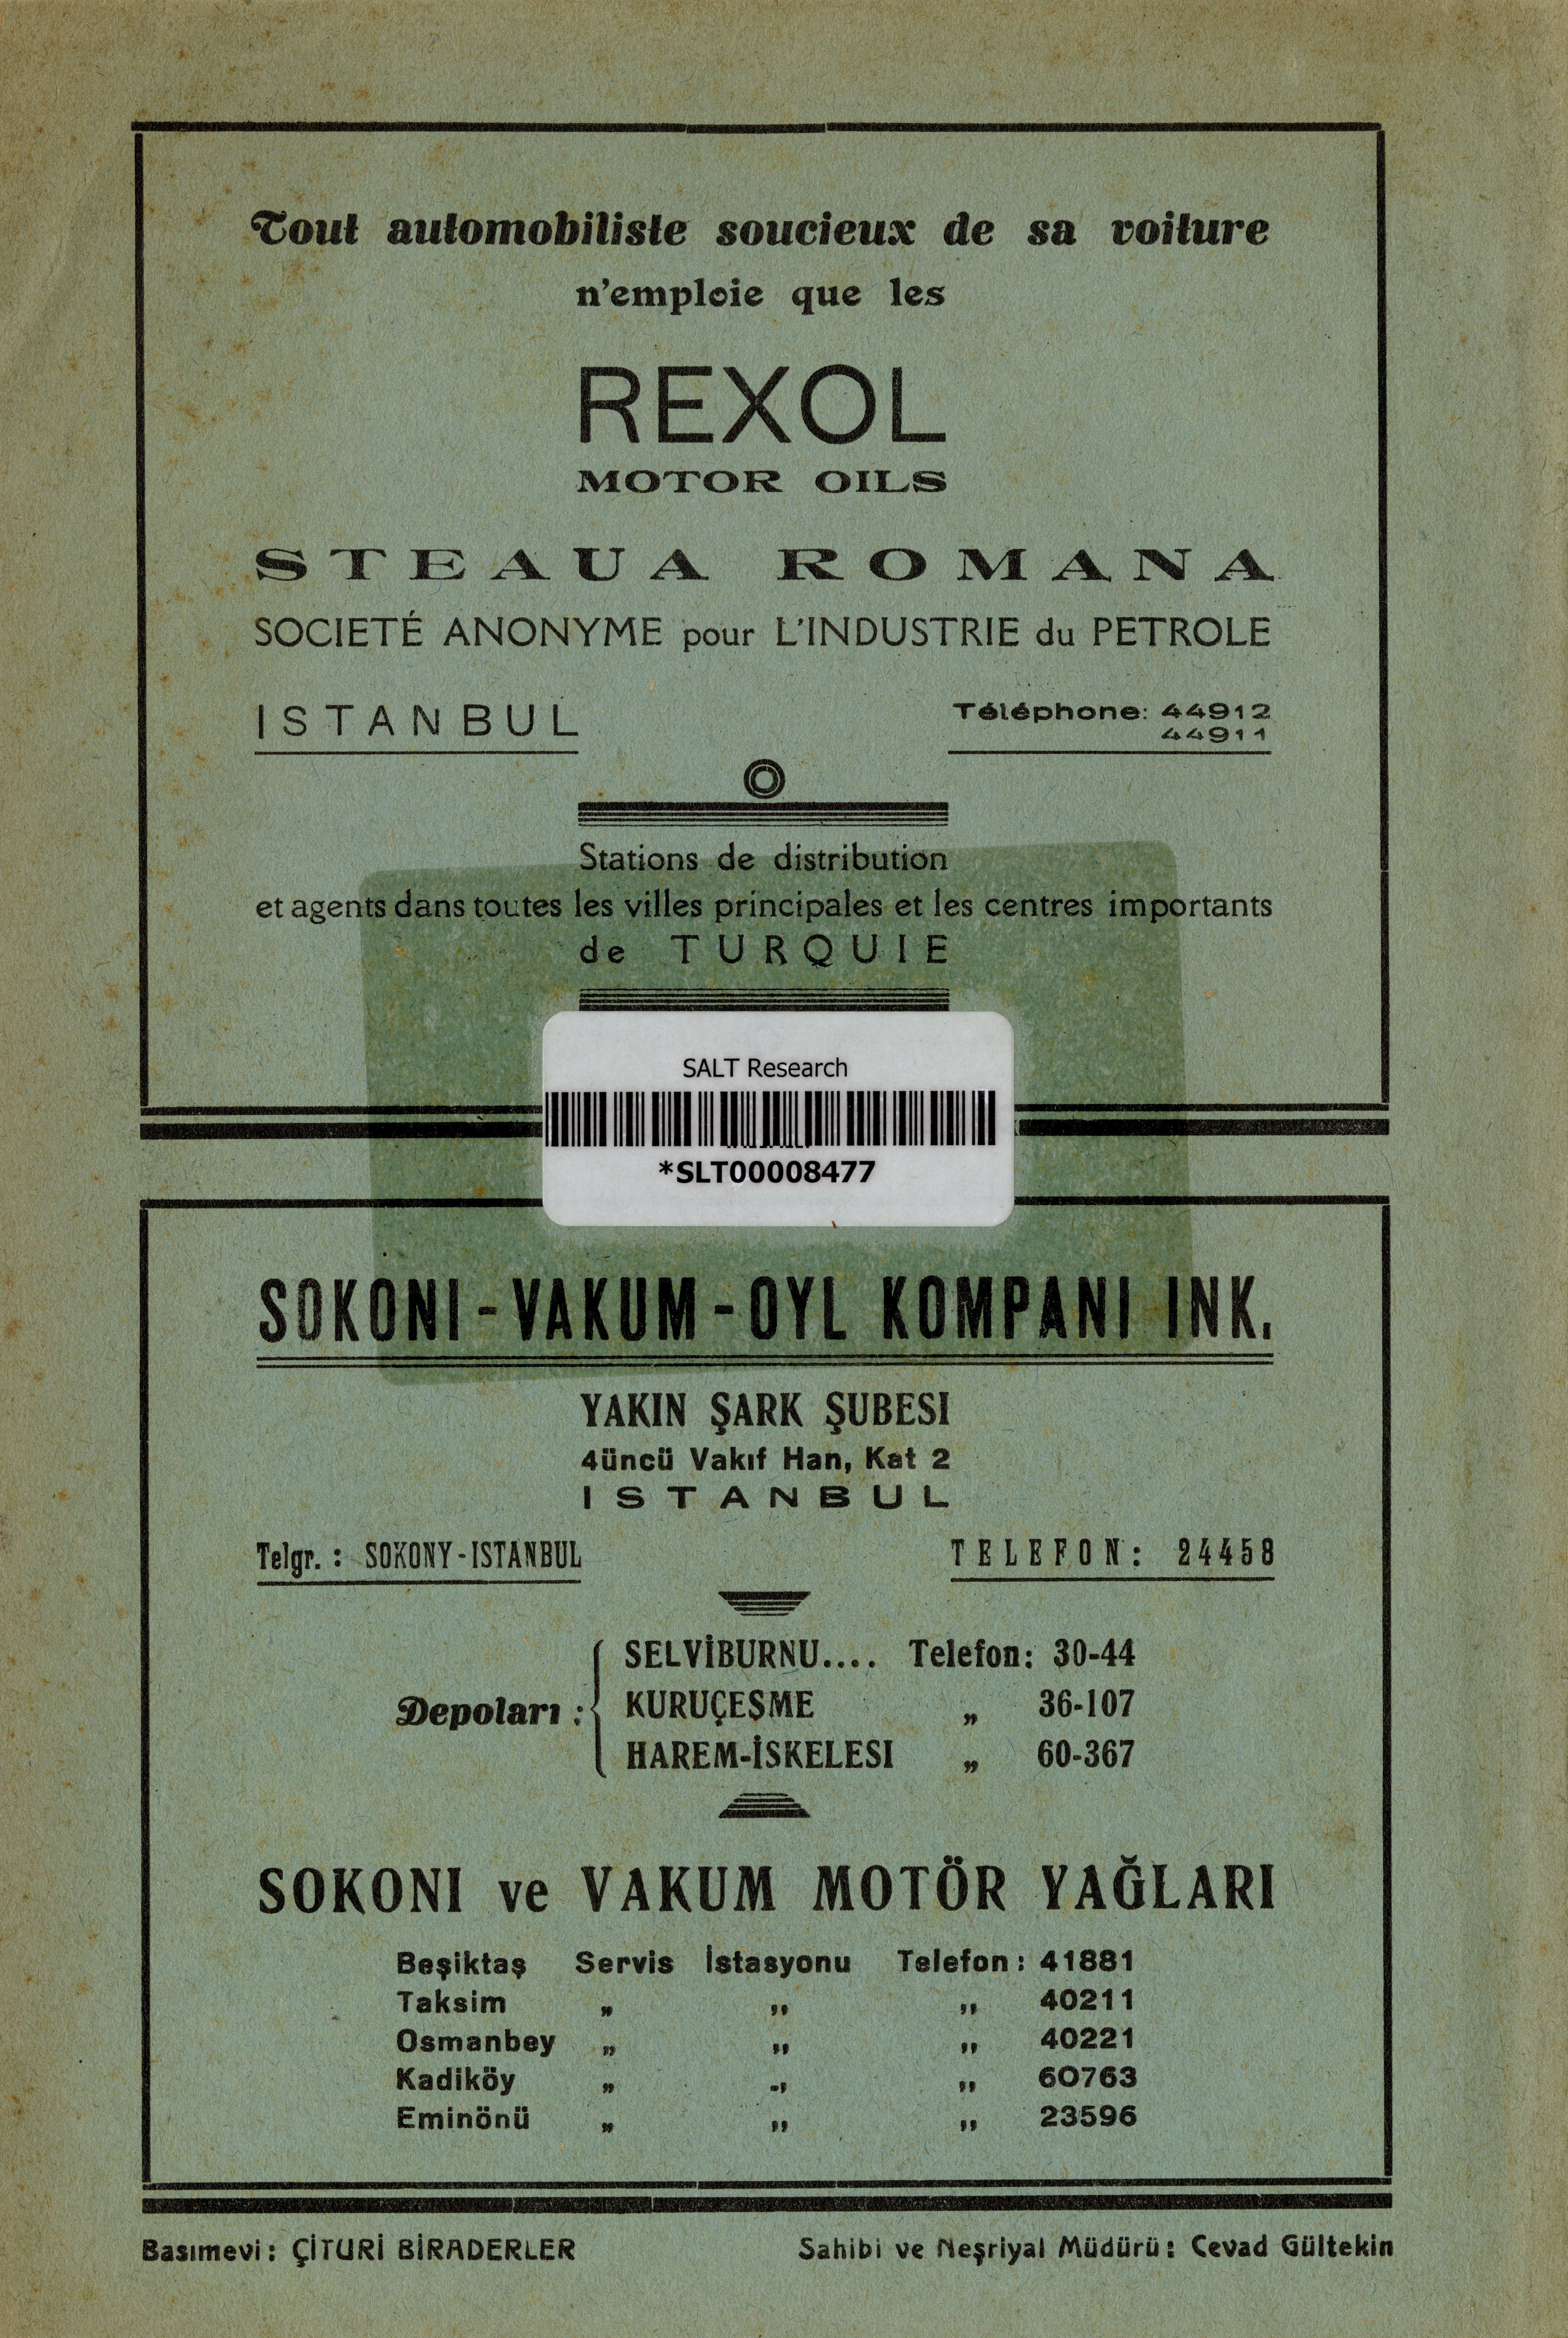 Tout automobiliste soucieux de sa voiture
n'emploie que les
REXOL
MOTOR OILS
STEAUA ROMANA
SOCIETÉ ANONYME pour L'INDUSTRIE du PETROLE
ISTANBUL
Téléphone: 44912
44911
Stations de distribution
et agents dans toutes les villes principales et les centres importants
de TURQUIE
SALT Research
*SLT00008477
SOKONI-VAKUM-OYL KOMPANI INK.
YAKIN ŞARK ŞUBESI
4üncü Vakıf Han, Kat 2
ISTANBUL
Telgr. : SOKONY-ISTANBUL TELEFON: 24458
Depoları :
SELVİBURNU.... Telefon: 30-44
KURUÇEŞME „ 36-107
HAREM-İSKELESI „ 60-367
SOKONI ve VAKUM MOTÖR YAĞLARI
Beşiktaş Servis İstasyonu Telefon : 41881
Taksim „ „ „ 40211
Osmanbey „ „ „ 40221
Kadiköy „ „ „ 60763
Eminönü „ „ „ 23596
Basımevi : ÇİTURİ BİRADERLER Sahibi ve Neşriyal Müdürü : Cevad Gültekin